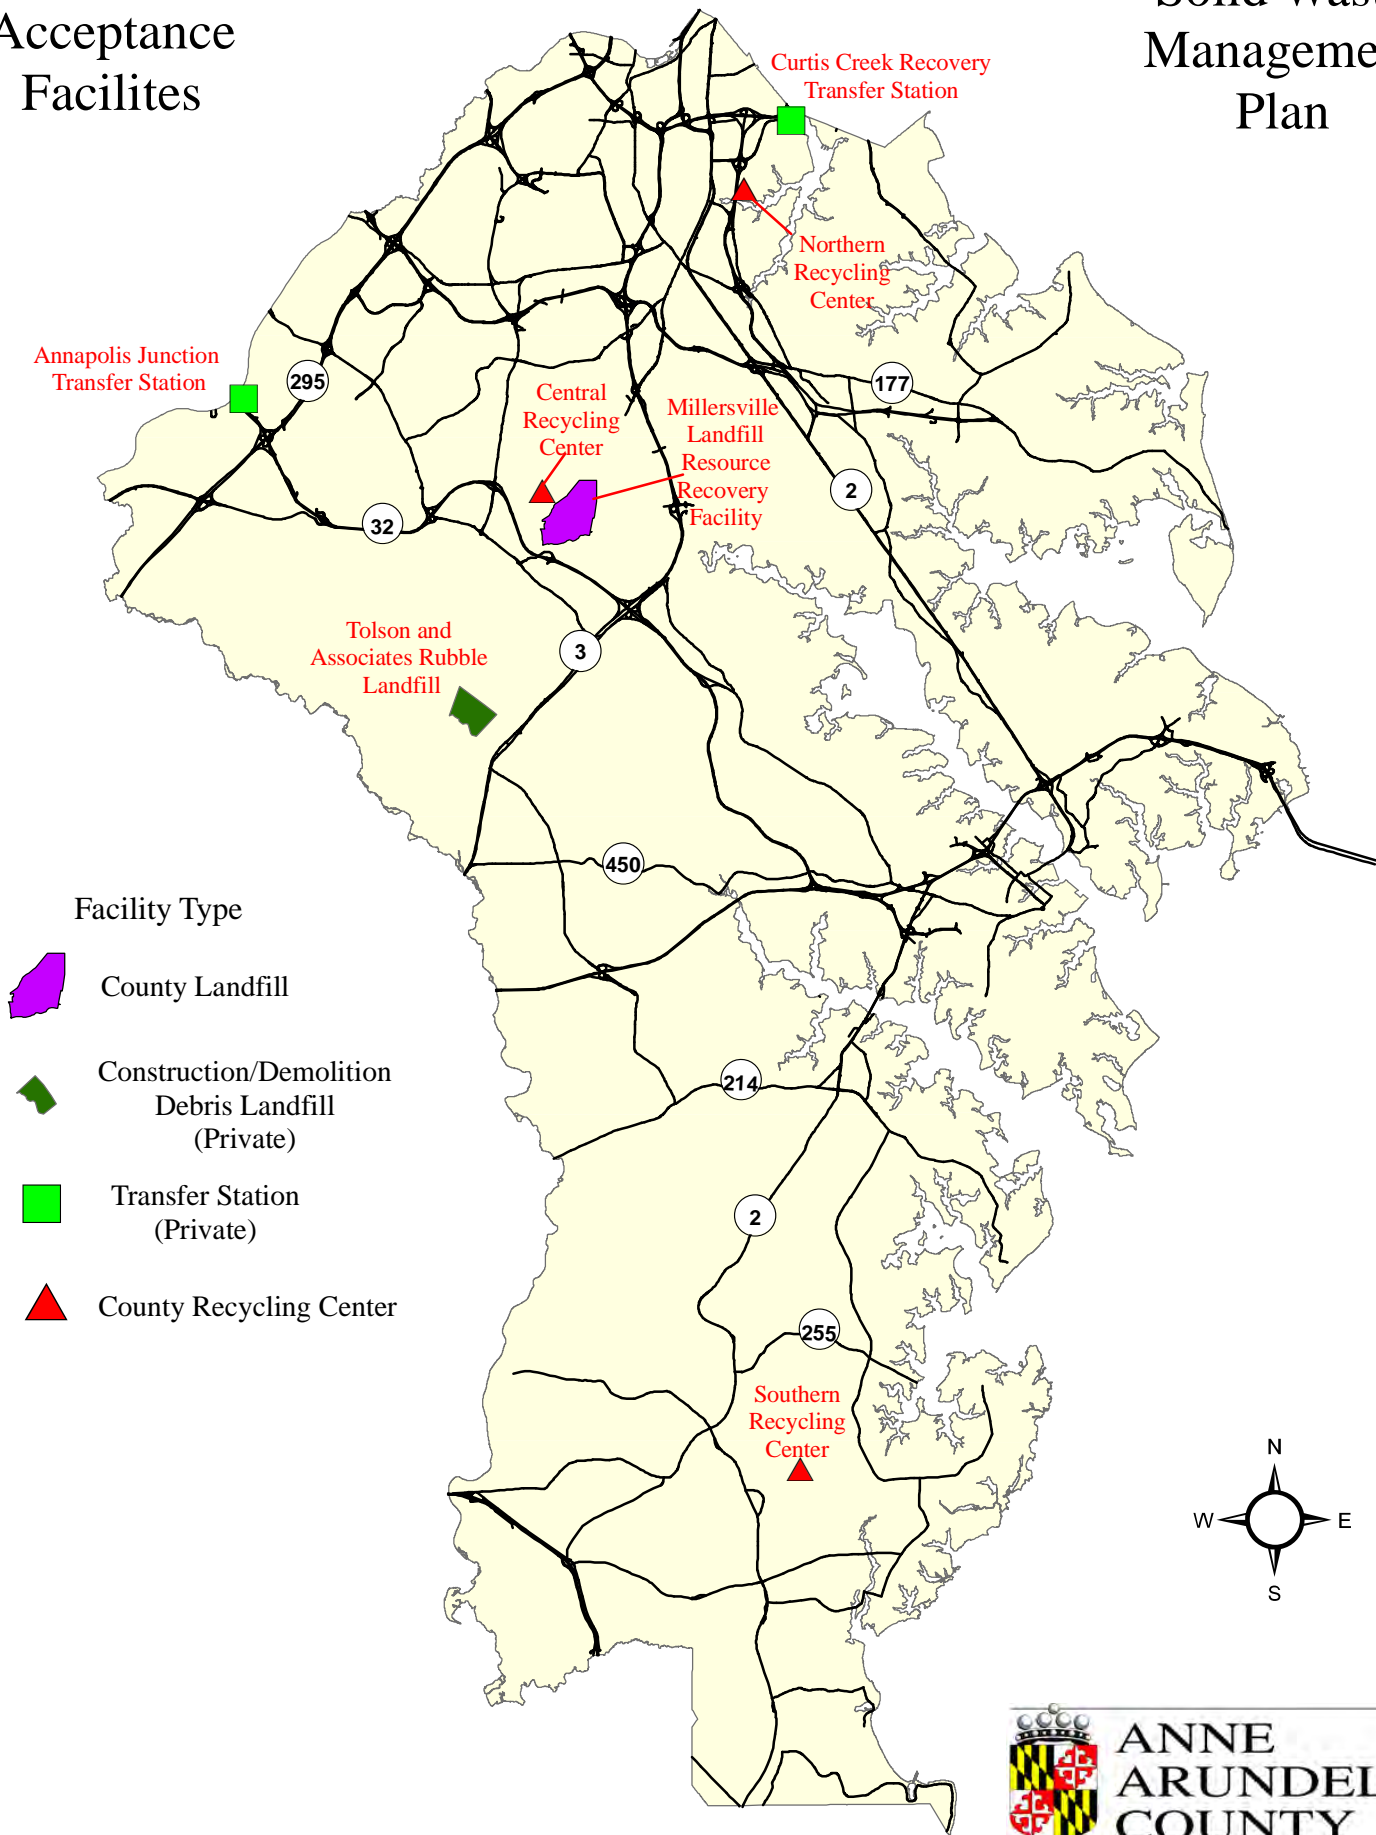 Acceptance
Facilites
Solid Wast
Manageme
Plan
Curtis Creek Recovery
Transfer Station
Northern
Recycling
Center
Annapolis Junction
Transfer Station
295
177
Central
Recycling
Center
Millersville
Landfill
Resource
Recovery
Facility
2
32
Tolson and
Associates Rubble
Landfill
3
450
Facility Type
County Landfill
Construction/Demolition
Debris Landfill
(Private)
Transfer Station
(Private)
County Recycling Center
214
2
255
Southern
Recycling
Center
N
W
E
S
ANNE
ARUNDEL
COUNTY